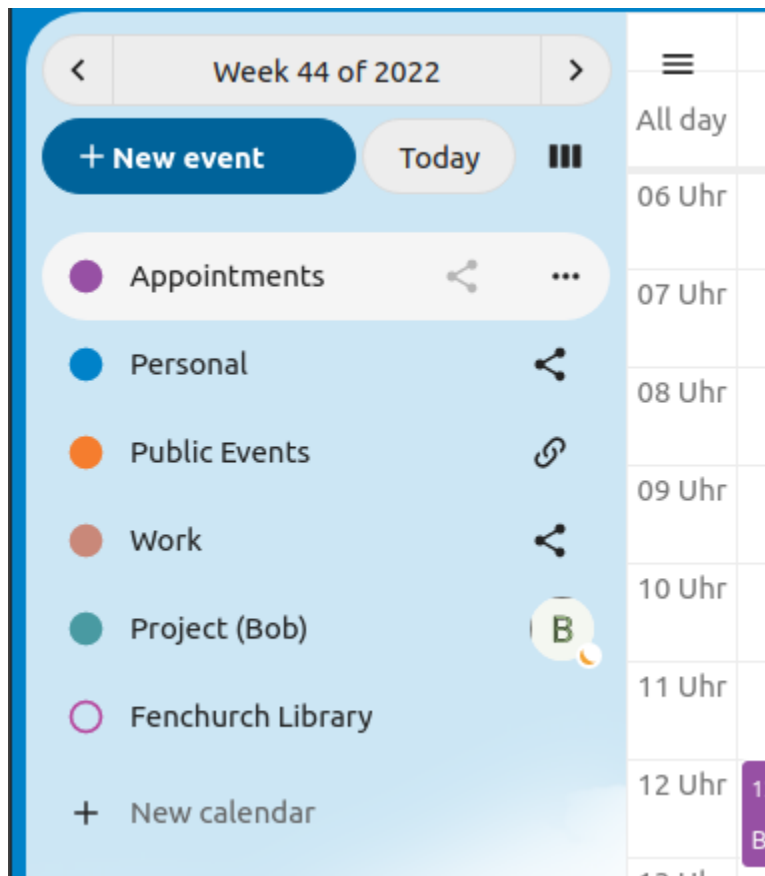 Week 44 of 2022
+ New event
Today
Appointments
Personal
Public Events
Work
Project (Bob)
B
Fenchurch Library
+ New calendar
All day
06 Uhr
07 Uhr
08 Uhr
09 Uhr
10 Uhr
11 Uhr
12 Uhr
1
B